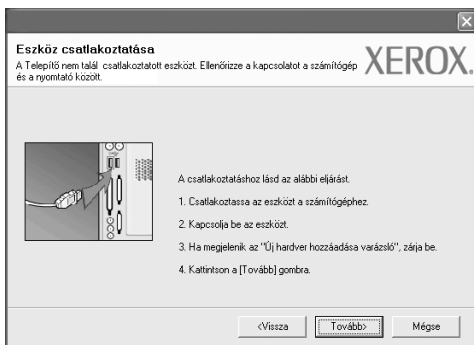 Eszköz csatlakoztatása
A Telepítő nem talál csatlakoztatott eszközt. Ellenőrizze a kapcsolatot a számítógép
és a nyomtató között.
XEROX.
A csatlakoztatáshoz lásd az alábbi eljárást.
1. Csatlakoztassa az eszközt a számítógéphez.
2. Kapcsolja be az eszközt.
3. Ha megjelenik az "Új hardver hozzáadása varázsló", zárja be.
4. Kattintson a [Tovább] gombra.
<Vissza
Tovább>
Mégse